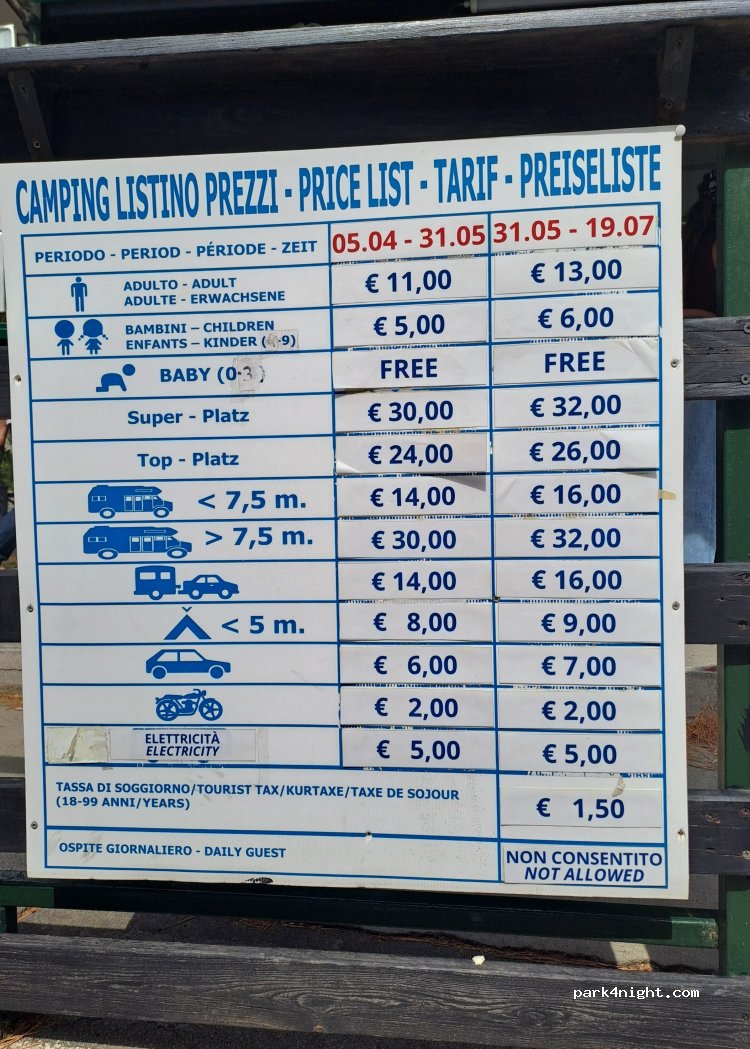 CAMPING LISTINO PREZZI - PRICE LIST - TARIF - PREISELISTE
PERIODO - PERIOD - PÉRIODE - ZEIT 05.04 - 31.05 31.05 - 19.07
ADULTO - ADULT
ADULTE - ERWACHSENE € 11,00 € 13,00
BAMBINI – CHILDREN
ENFANTS – KINDER ( -9) € 5,00 € 6,00
BABY (0-3) FREE FREE
Super - Platz € 30,00 € 32,00
Top - Platz € 24,00 € 26,00
< 7,5 m. € 14,00 € 16,00
> 7,5 m. € 30,00 € 32,00
€ 14,00 € 16,00
< 5 m. € 8,00 € 9,00
€ 6,00 € 7,00
€ 2,00 € 2,00
ELETTRICITÀ
ELECTRICITY € 5,00 € 5,00
TASSA DI SOGGIORNO/TOURIST TAX/KURTAXE/TAXE DE SOJOUR
(18-99 ANNI/YEARS) € 1,50
OSPITE GIORNALIERO - DAILY GUEST NON CONSENTITO
NOT ALLOWED
park4night.com